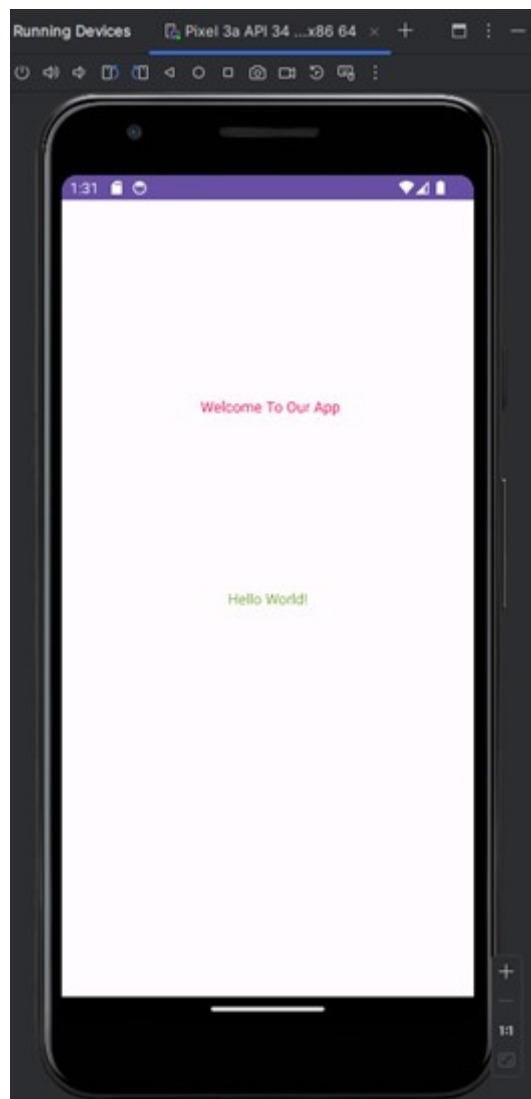 Running Devices Pixel 3a API 34 ...x86 64
1:31
Welcome To Our App
Hello World!
1:1